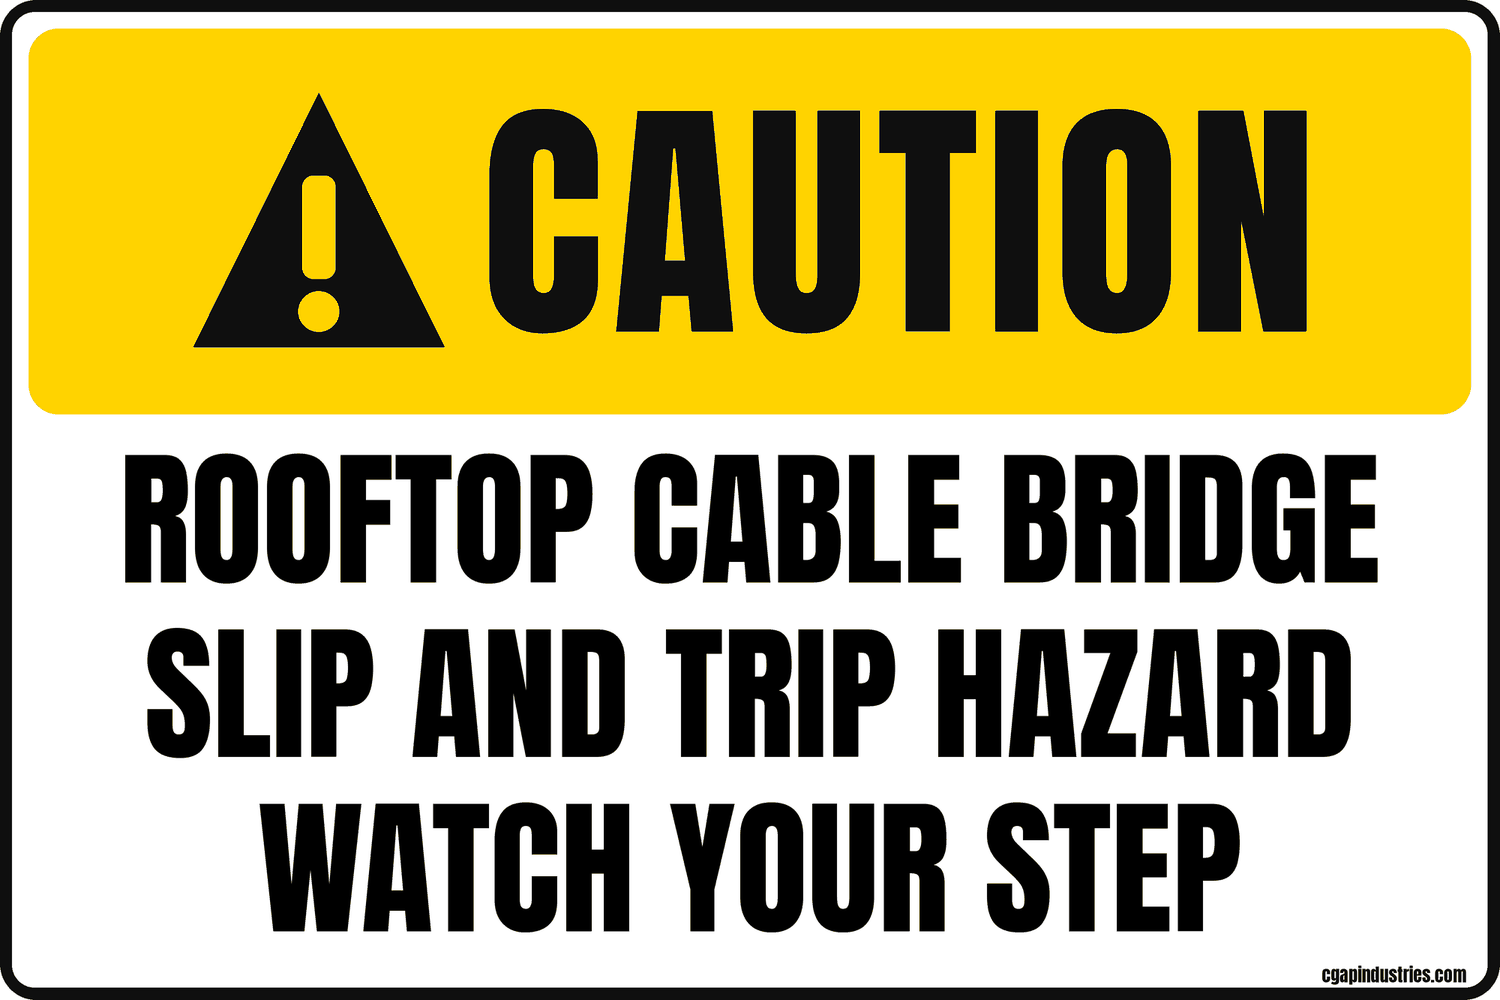 CAUTION
ROOFTOP CABLE BRIDGE
SLIP AND TRIP HAZARD
WATCH YOUR STEP
cgapindustries.com